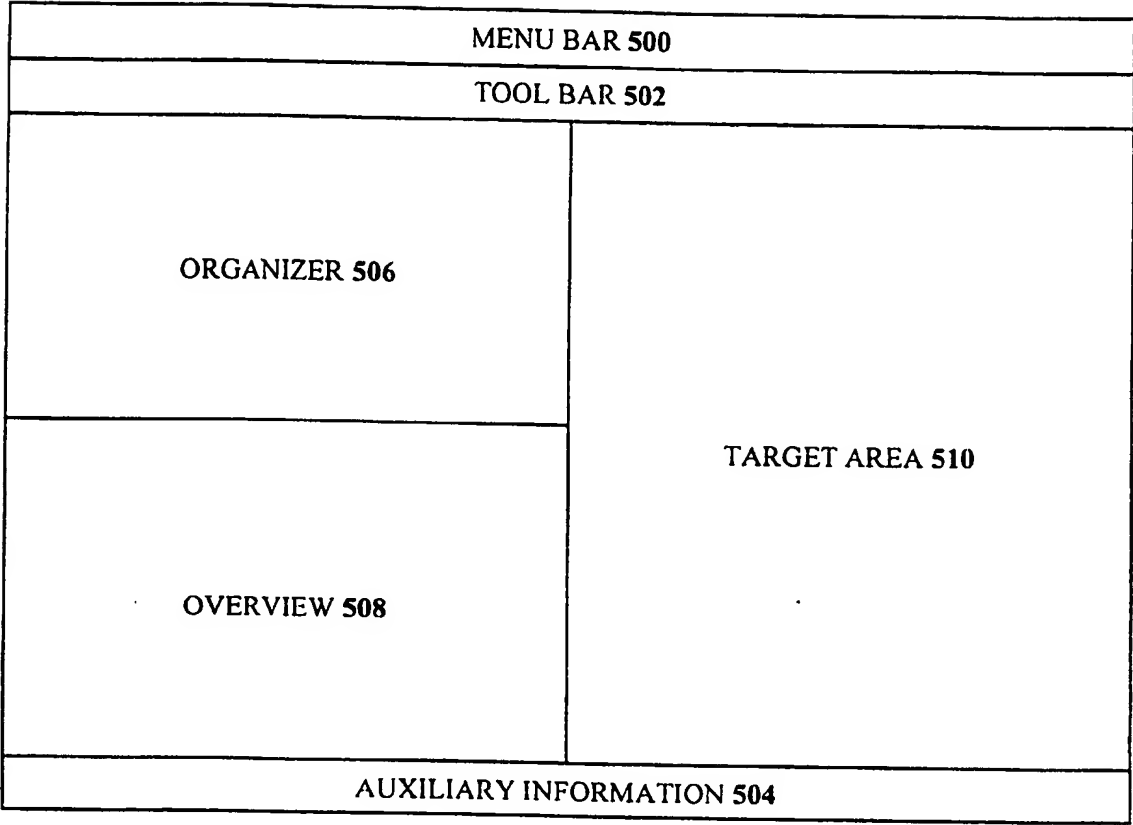 MENU BAR 500
TOOL BAR 502
ORGANIZER 506
TARGET AREA 510
OVERVIEW 508
AUXILIARY INFORMATION 504